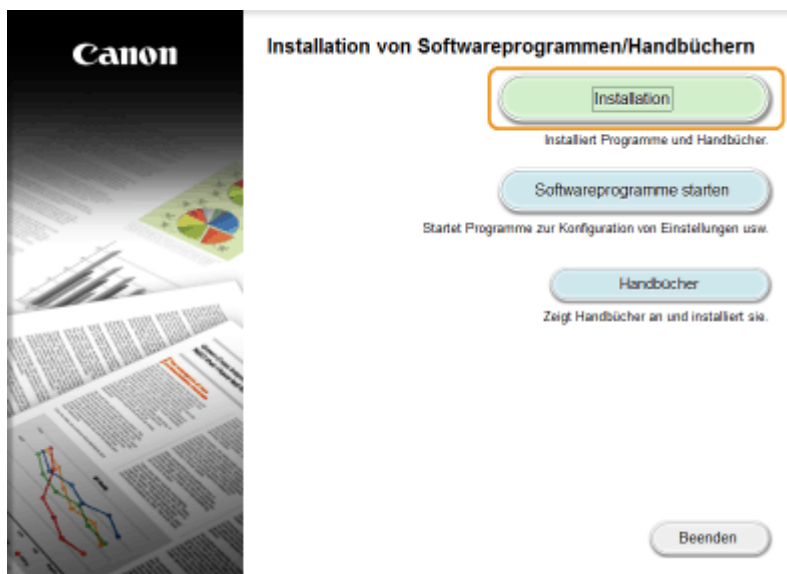 Canon
Installation von Softwareprogrammen/Handbüchern
Installation
Installiert Programme und Handbücher.
Softwareprogramme starten
Startet Programme zur Konfiguration von Einstellungen usw.
Handbücher
Zeigt Handbücher an und installiert sie.
Beenden